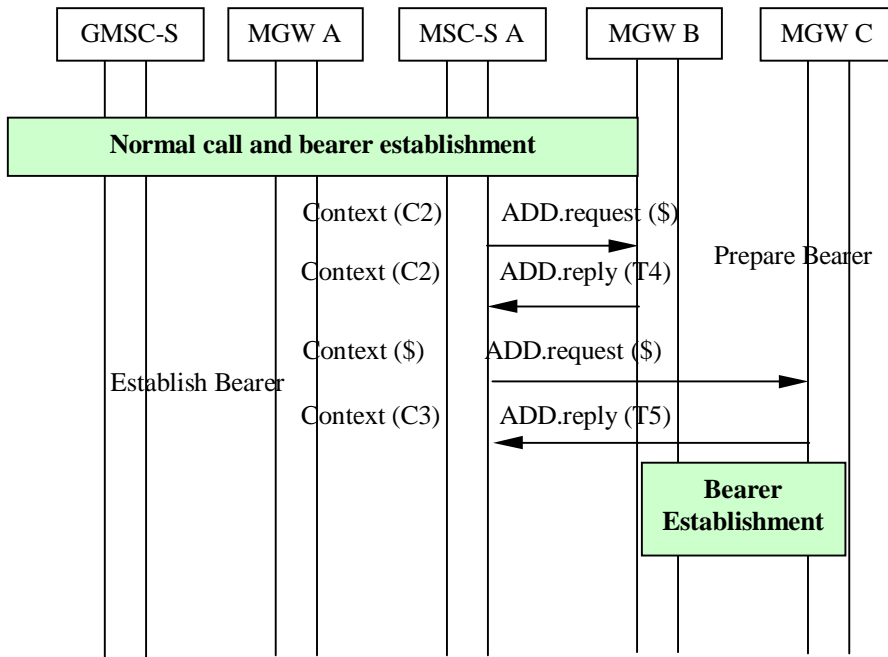 GMSC-S MGW A MSC-S A MGW B MGW C
Normal call and bearer establishment
Context (C2) ADD.request ($)
Prepare Bearer
Context (C2) ADD.reply (T4)
Context ($) ADD.request ($)
Establish Bearer
Context (C3) ADD.reply (T5)
Bearer
Establishment